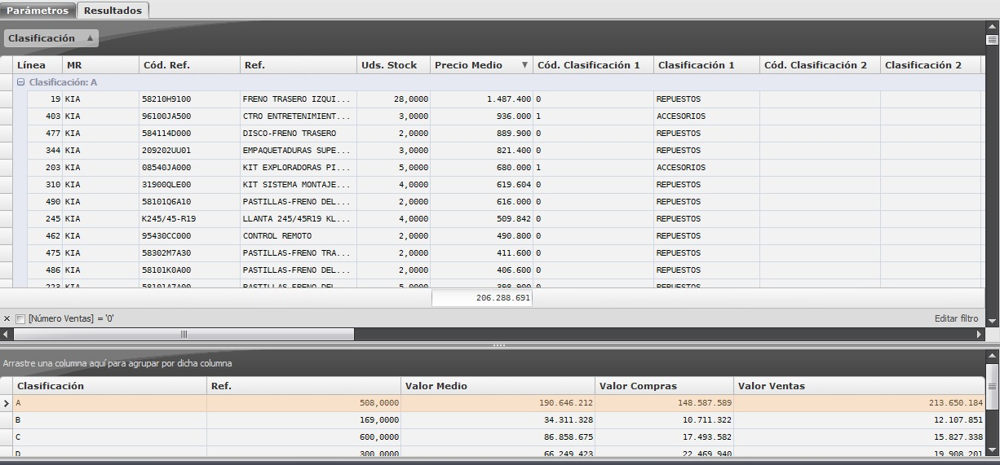 Parámetros Resultados
Clasificación
Línea MR Cód. Ref. Ref. Uds. Stock Precio Medio Cód. Clasificación 1 Clasificación 1 Cód. Clasificación 2 Clasificación 2
Clasificación: A
19 KIA 58210H9100 FRENO TRASERO IZQUI... 28,0000 1.487.400 0 REPUESTOS
403 KIA 96100JA500 CTRO ENTRETENIMIENT... 3,0000 936.000 1 ACCESORIOS
477 KIA 584114D000 DISCO-FRENO TRASERO 2,0000 889.900 0 REPUESTOS
344 KIA 209202UU01 EMPAQUETADURAS SUPE... 3,0000 821.400 0 REPUESTOS
203 KIA 08540JA000 KIT EXPLORADORAS PI... 5,0000 680.000 1 ACCESORIOS
310 KIA 31900QLE00 KIT SISTEMA MONTAJE... 4,0000 619.604 0 REPUESTOS
490 KIA 58101Q6A10 PASTILLAS-FRENO DEL... 2,0000 616.000 0 REPUESTOS
245 KIA K245/45-R19 LLANTA 245/45R19 KL... 4,0000 509.842 0 REPUESTOS
462 KIA 95430CC000 CONTROL REMOTO 2,0000 490.800 0 REPUESTOS
475 KIA 58302M7A30 PASTILLAS-FRENO TRA... 2,0000 411.600 0 REPUESTOS
486 KIA 58101K0A00 PASTILLAS-FRENO DEL... 2,0000 406.600 0 REPUESTOS
223 KIA 58101A7A00 PASTILLAS-FRENO DEL... 5,0000 398.900 0 REPUESTOS
206.288.691
[Número Ventas] = '0' Editar filtro
Arrastre una columna aquí para agrupar por dicha columna
Clasificación Ref. Valor Medio Valor Compras Valor Ventas
A 508,0000 190.646.212 148.587.589 213.650.184
B 169,0000 34.311.328 10.711.322 12.107.851
C 600,0000 86.858.675 17.493.582 15.827.338
D 300,0000 66.249.423 22.469.940 19.908.201